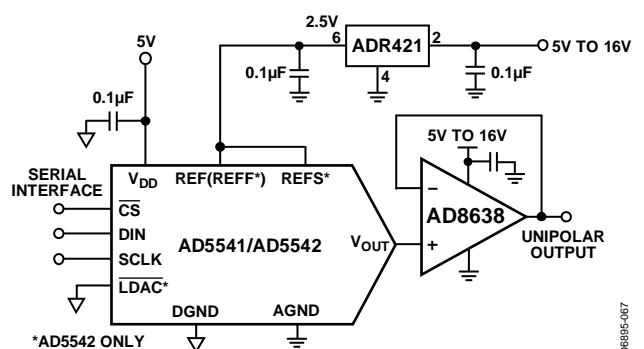 5V
2.5V
6
ADR421
2
5V TO 16V
4
0.1µF
0.1µF
0.1µF
5V TO 16V
SERIAL
INTERFACE
VDD
REF(REFF*)
REFS*
CS
DIN
SCLK
LDAC*
AD5541/AD5542
VOUT
−
+
AD8638
UNIPOLAR
OUTPUT
DGND
AGND
*AD5542 ONLY
06895-067